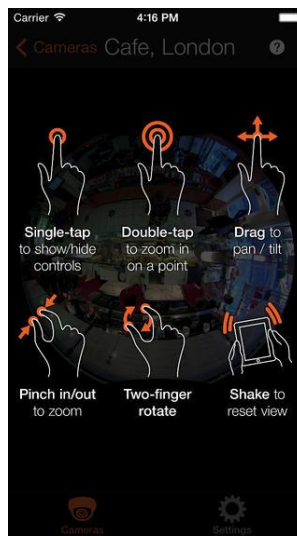 Carrier 4:16 PM
Cameras Cafe, London ?
Single-tap
to show/hide
controls
Double-tap
to zoom in
on a point
Drag to
pan / tilt
Pinch in/out
to zoom
Two-finger
rotate
Shake to
reset view
Cameras Settings